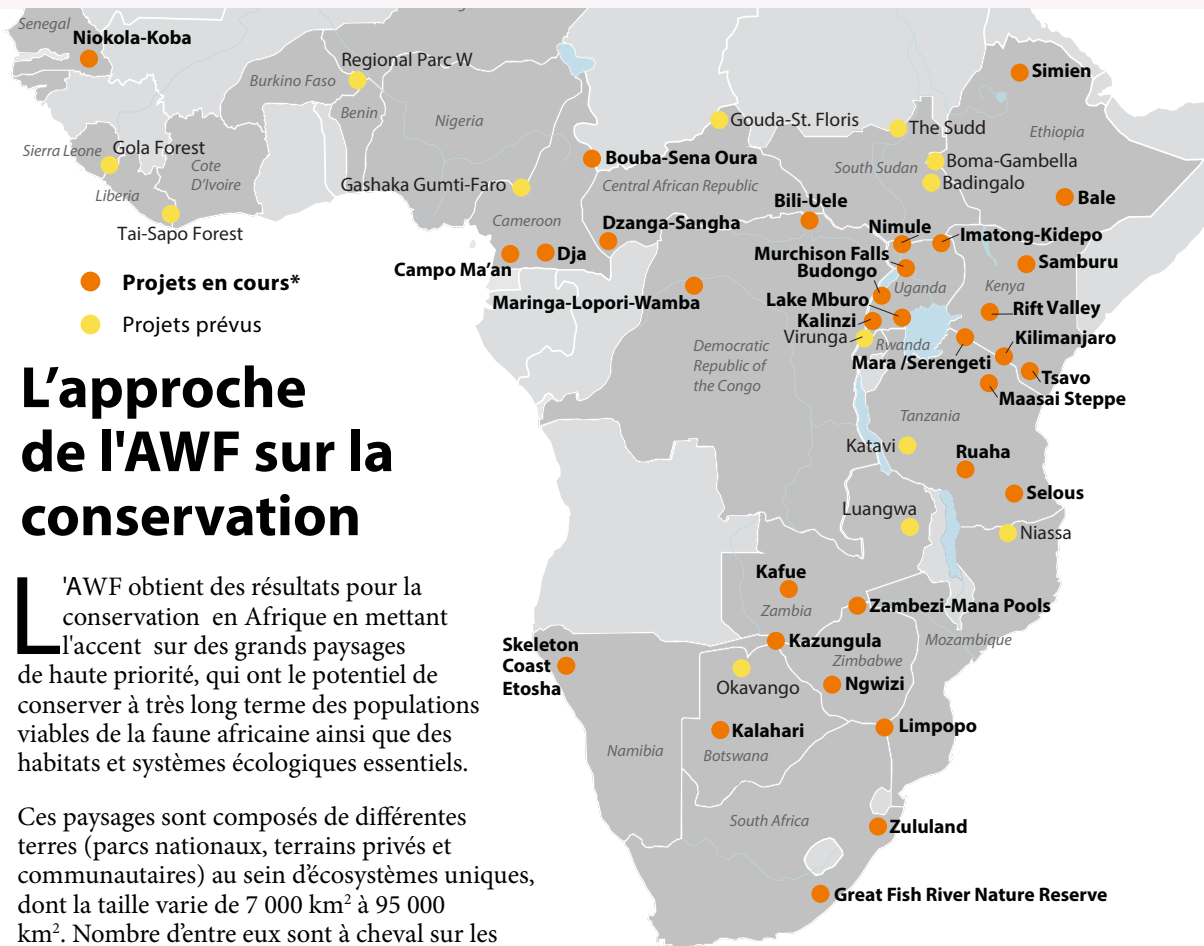 Senegal
Niokola-Koba
Regional Parc W
Burkino Faso
Benin
Nigeria
Sierra Leone
Gola Forest
Cote
D'Ivoire
Liberia
Tai-Sapo Forest
Gashaka Gumti-Faro
Cameroon
Campo Ma'an
Dja
Bouba-Sena Oura
Central African Republic
Dzanga-Sangha
Maringa-Lopori-Wamba
Gouda-St. Floris
The Sudd
South Sudan
Boma-Gambella
Badingalo
Simien
Ethiopia
Bale
Bili-Uele
Nimule
Imatong-Kidepo
Murchison Falls
Budongo
Uganda
Kenya
Samburu
Lake Mburo
Rift Valley
Kalinzi
Virunga
Rwanda
Kilimanjaro
Mara /Serengeti
Tsavo
Maasai Steppe
Democratic
Republic of
the Congo
Tanzania
Katavi
Ruaha
Selous
Luangwa
Niassa
Kafue
Zambia
Zambezi-Mana Pools
Mozambique
Kazungula
Zimbabwe
Skeleton
Coast
Etosha
Okavango
Ngwizi
Kalahari
Limpopo
Namibia
Botswana
South Africa
Zululand
Great Fish River Nature Reserve
Projets en cours*
Projets prévus
L'approche
de l'AWF sur la
conservation
L'AWF obtient des résultats pour la
conservation en Afrique en mettant
l'accent sur des grands paysages
de haute priorité, qui ont le potentiel de
conserver à très long terme des populations
viables de la faune africaine ainsi que des
habitats et systèmes écologiques essentiels.
Ces paysages sont composés de différentes
terres (parcs nationaux, terrains privés et
communautaires) au sein d'écosystèmes uniques,
dont la taille varie de 7 000 km² à 95 000
km². Nombre d'entre eux sont à cheval sur les